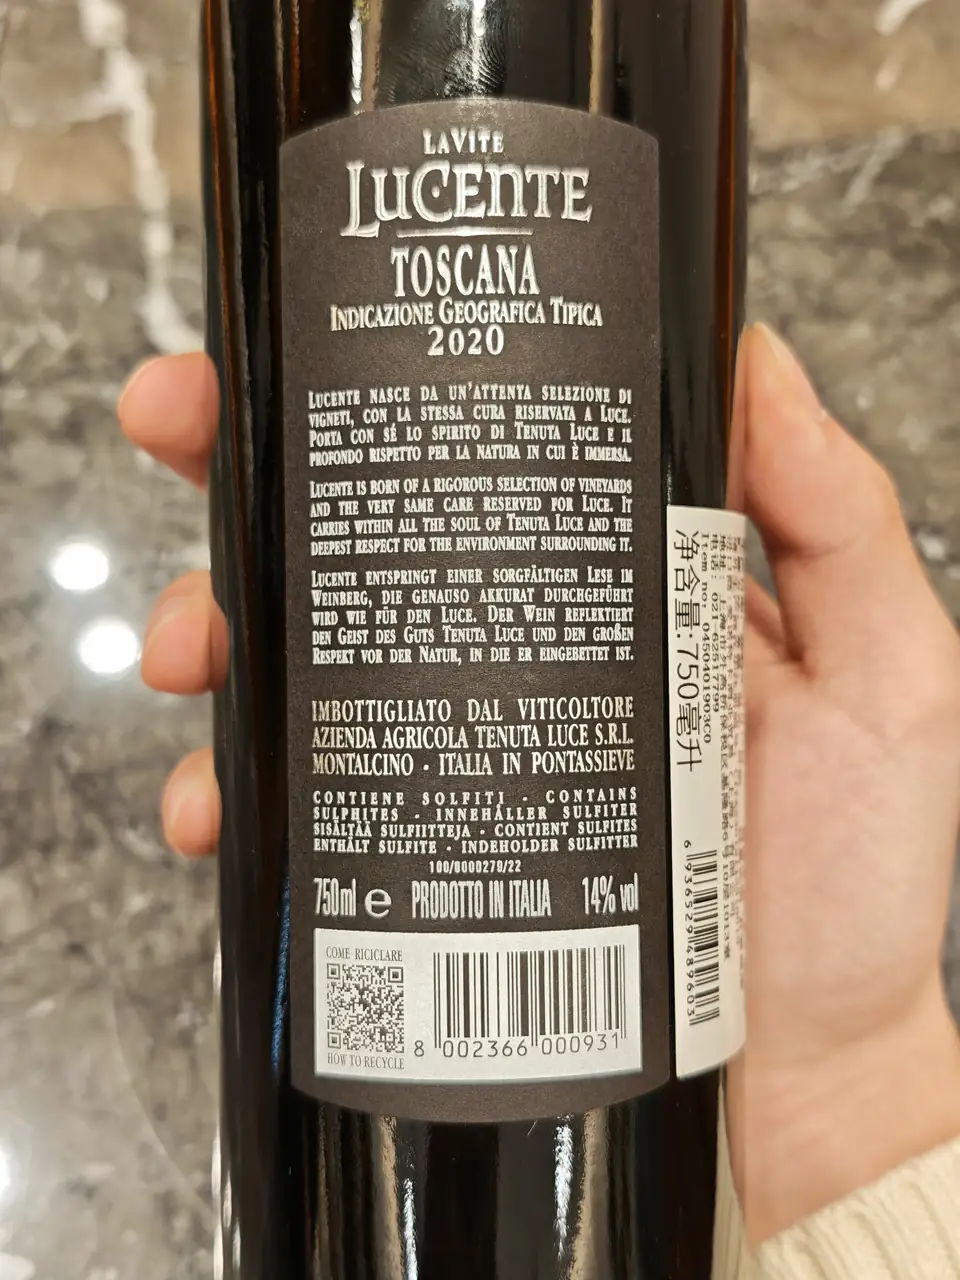 LAVITE
LUCENTE
TOSCANA
INDICAZIONE GEOGRAFICA TIPICA
2020
LUCENTE NASCE DA UN'ATTENTA SELEZIONE DI
VIGNETI, CON LA STESSA CURA RISERVATA A LUCE.
PORTA CON SÉ LO SPIRITO DI TENUTA LUCE E IL
PROFONDO RISPETTO PER LA NATURA IN CUI È IMMERSA.
LUCENTE IS BORN OF A RIGOROUS SELECTION OF VINEYARDS
AND THE VERY SAME CARE RESERVED FOR LUCE. IT
CARRIES WITHIN ALL THE SOUL OF TENUTA LUCE AND THE
DEEPEST RESPECT FOR THE ENVIRONMENT SURROUNDING IT.
LUCENTE ENTSPRINGT EINER SORGFÄLTIGEN LESE IM
WEINBERG, DIE GENAUSO AKKURAT DURCHGEFÜHRT
WIRD WIE FÜR DEN LUCE. DER WEIN REFLEKTIERT
DEN GEIST DES GUTS TENUTA LUCE UND DEN GROßEN
RESPEKT VOR DER NATUR, IN DIE ER EINGEBETTET IST.
IMBOTTIGLIATO DAL VITICOLTORE
AZIENDA AGRICOLA TENUTA LUCE S.R.L.
MONTALCINO - ITALIA IN PONTASSIEVE
CONTIENE SOLFITI - CONTAINS
SULPHITES - INNEHÅLLER SULFITER
SISÄLTÄÄ SULFIITTEJA - CONTIENT SULFITES
ENTHÄLT SULFITE - INDEHOLDER SULFITTER
100/0000279/22
750ml e PRODOTTO IN ITALIA 14% vol
COME RICICLARE
HOW TO RECYCLE
8 002366 000931
电话: 021-62517799
Item no: 0450401903C0
净含量: 750毫升
6 936529 489603